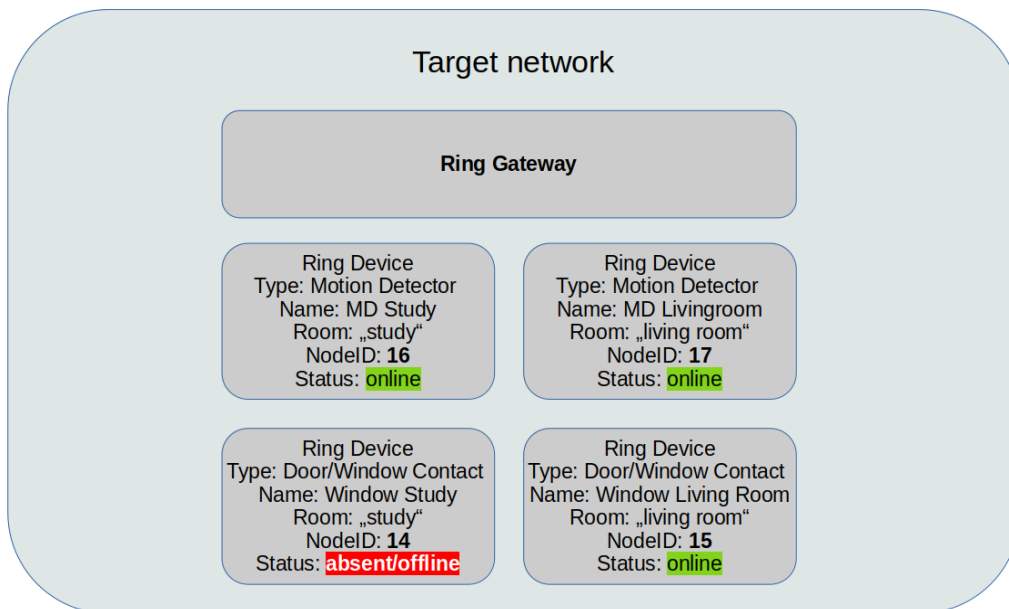 Target network
Ring Gateway
Ring Device
Type: Motion Detector
Name: MD Study
Room: „study“
NodeID: 16
Status: online
Ring Device
Type: Motion Detector
Name: MD Livingroom
Room: „living room“
NodeID: 17
Status: online
Ring Device
Type: Door/Window Contact
Name: Window Study
Room: „study“
NodeID: 14
Status: absent/offline
Ring Device
Type: Door/Window Contact
Name: Window Living Room
Room: „living room“
NodeID: 15
Status: online